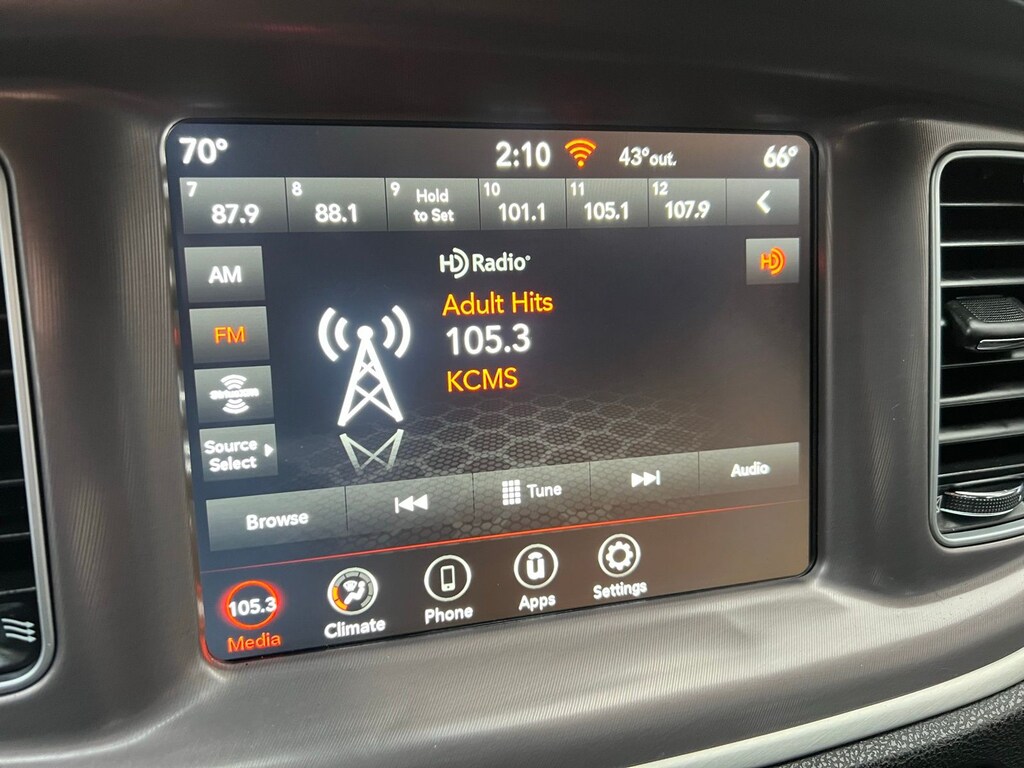 70° 2:10 43° out. 66°
7 8 9 10 11 12
87.9 88.1 Hold to Set 101.1 105.1 107.9
AM
HD Radio
HD
Adult Hits
FM
105.3
KCMS
SiriusXM
Source
Select
Browse Tune Audio
105.3
Media Climate Phone Apps Settings